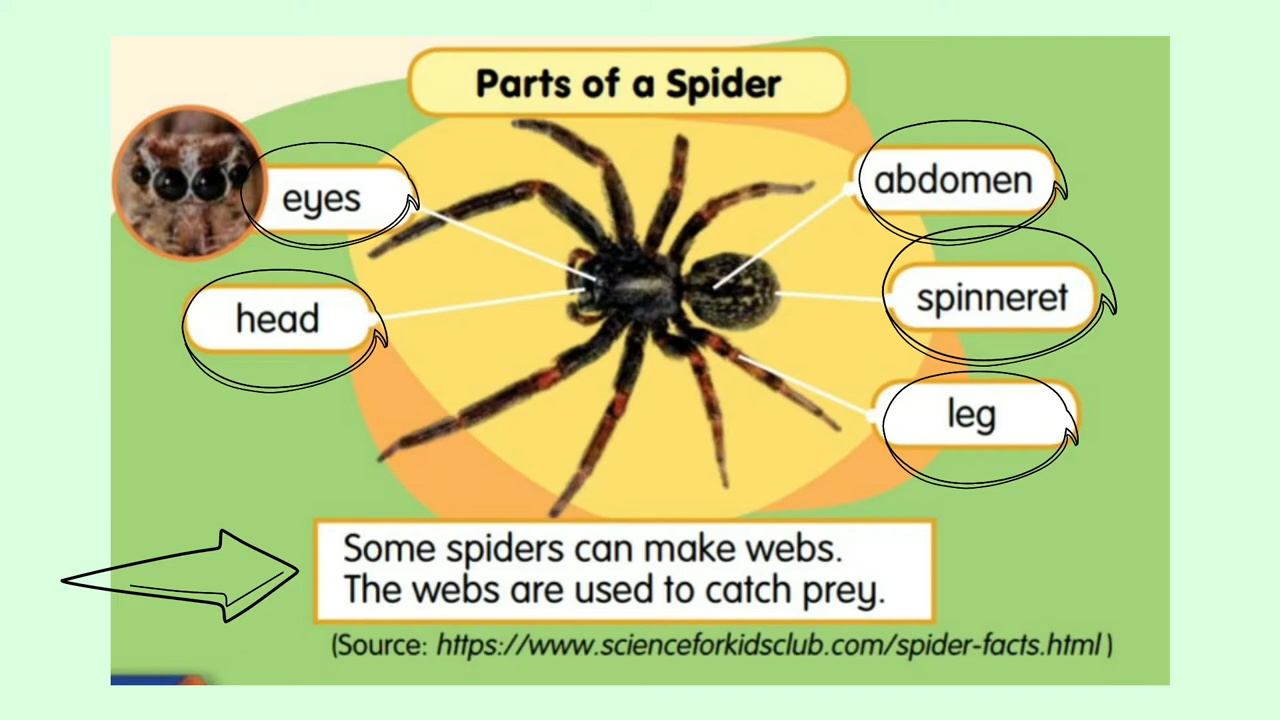 Parts of a Spider
eyes
abdomen
head
spinneret
leg
Some spiders can make webs.
The webs are used to catch prey.
(Source: https://www.scienceforkidsclub.com/spider-facts.html)